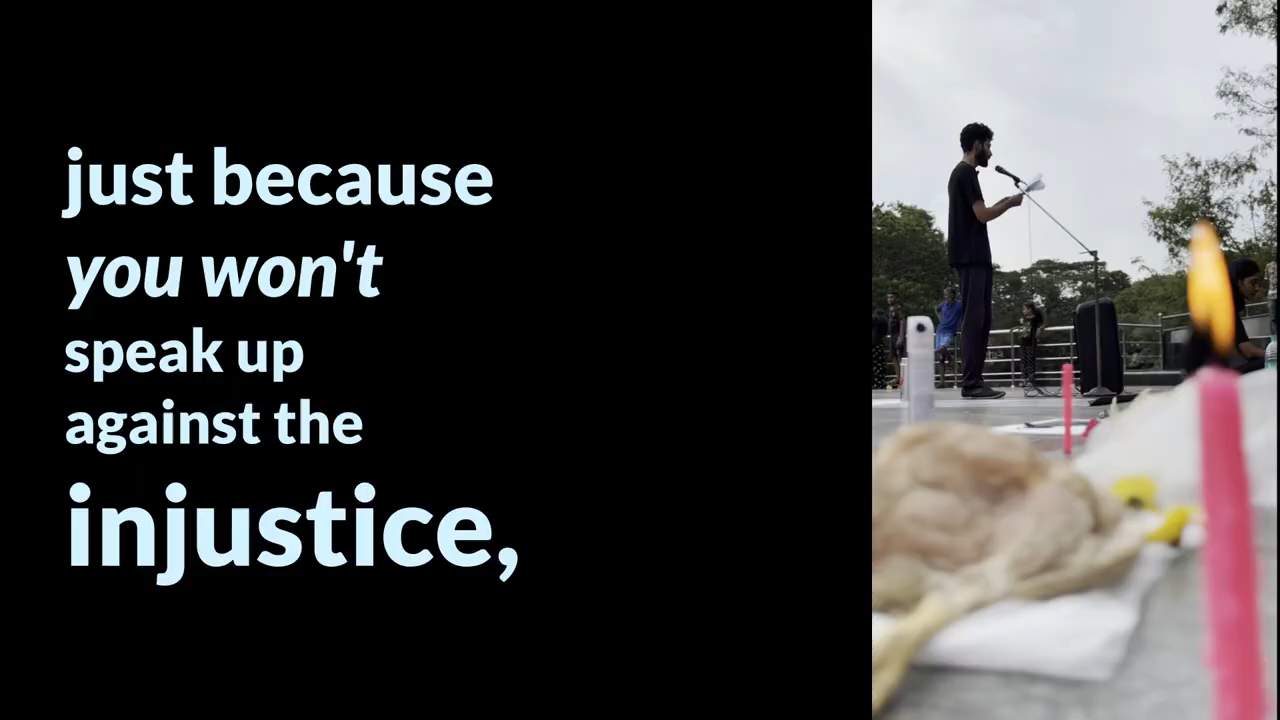 just because
you won't
speak up
against the
injustice,